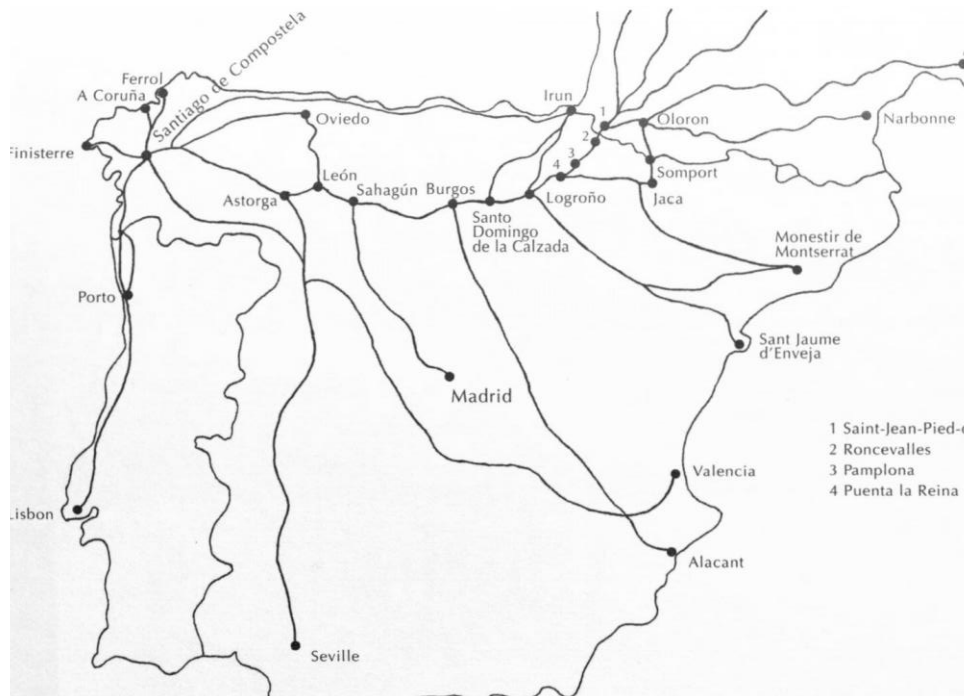 Ferrol
A Coruña
Santiago de Compostela
Finisterre
Oviedo
Irun
1
2
3
4
Oloron
Narbonne
Somport
Jaca
León
Astorga
Sahagún
Burgos
Santo
Domingo
de la Calzada
Logroño
Monestir de
Montserrat
Porto
Sant Jaume
d'Enveja
Madrid
1 Saint-Jean-Pied-
2 Roncevalles
3 Pamplona
4 Puenta la Reina
Valencia
Lisbon
Alacant
Seville